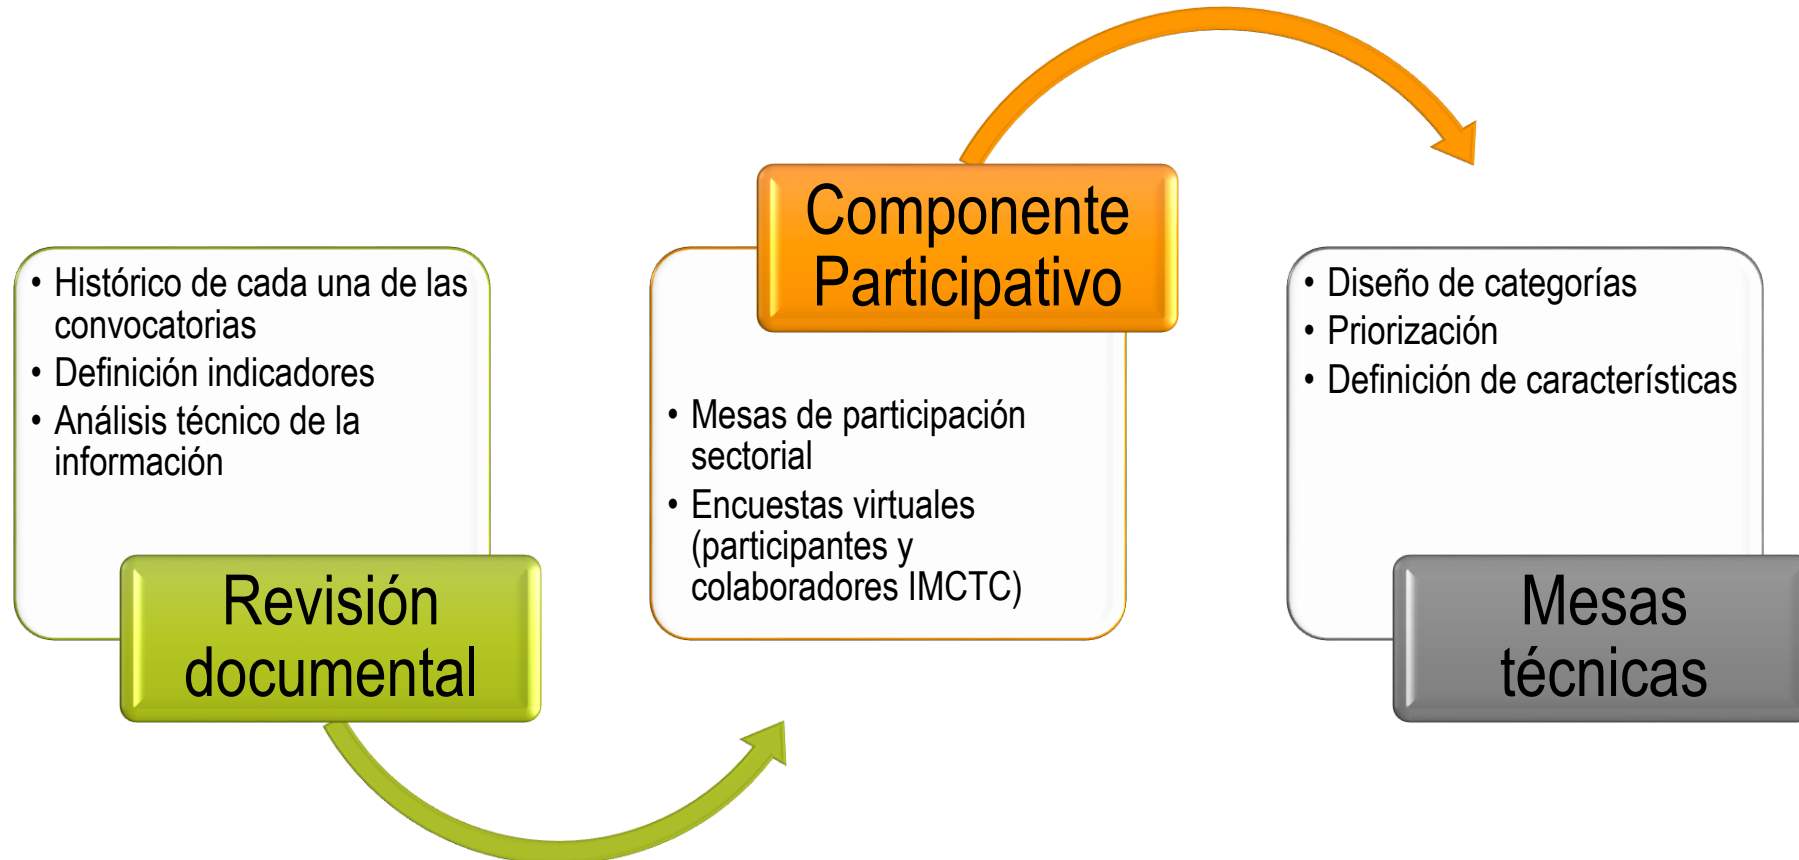 • Histórico de cada una de las
convocatorias
• Definición indicadores
• Análisis técnico de la
información
Revisión
documental
Componente
Participativo
• Mesas de participación
sectorial
• Encuestas virtuales
(participantes y
colaboradores IMCTC)
• Diseño de categorías
• Priorización
• Definición de características
Mesas
técnicas